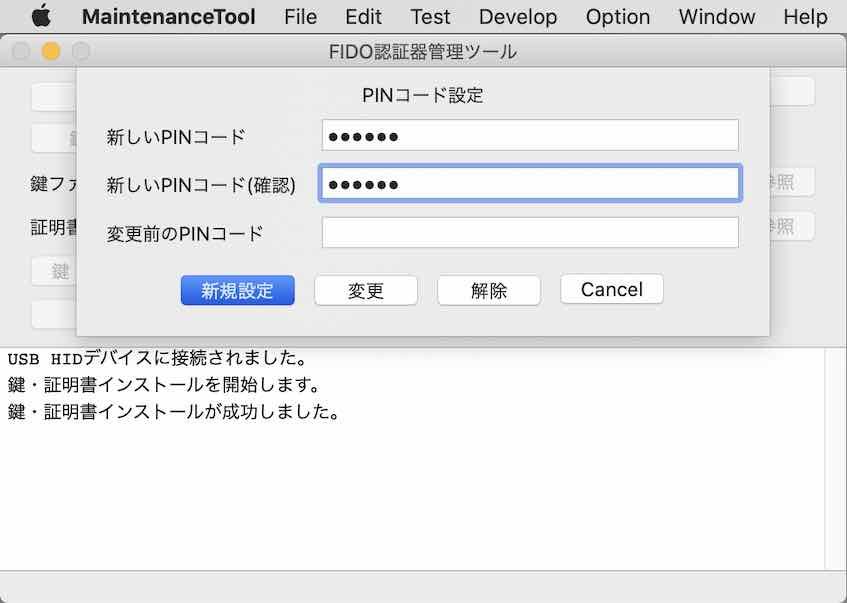 MaintenanceTool File Edit Test Develop Option Window Help
FIDO認証器管理ツール
PINコード設定
新しいPINコード ●●●●●●
新しいPINコード(確認) ●●●●●●
鍵ファ
参照
変更前のPINコード
証明書
参照
鍵
新規設定 変更 解除 Cancel
USB HIDデバイスに接続されました。
鍵・証明書インストールを開始します。
鍵・証明書インストールが成功しました。